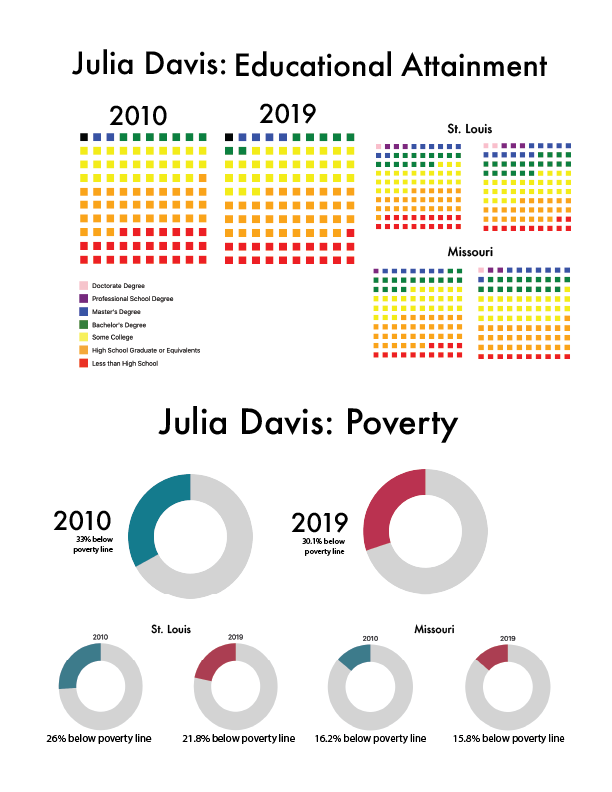 Julia Davis: Educational Attainment
2010
2019
St. Louis
Missouri
Doctorate Degree
Professional School Degree
Master's Degree
Bachelor's Degree
Some College
High School Graduate or Equivalents
Less than High School
Julia Davis: Poverty
2010
33% below
poverty line
2019
30.1% below
poverty line
St. Louis
Missouri
2010
2019
2010
2019
26% below poverty line
21.8% below poverty line
16.2% below poverty line
15.8% below poverty line